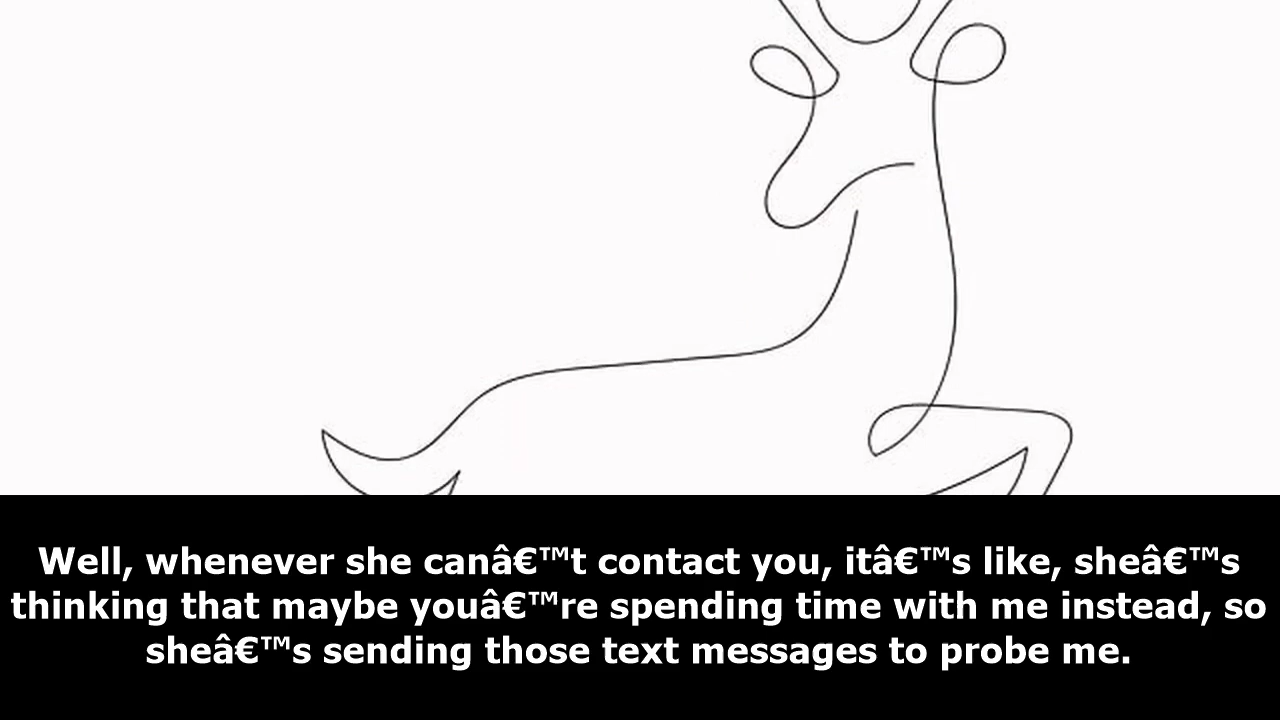 Well, whenever she canâ€™t contact you, itâ€™s like, sheâ€™s
thinking that maybe youâ€™re spending time with me instead, so
sheâ€™s sending those text messages to probe me.